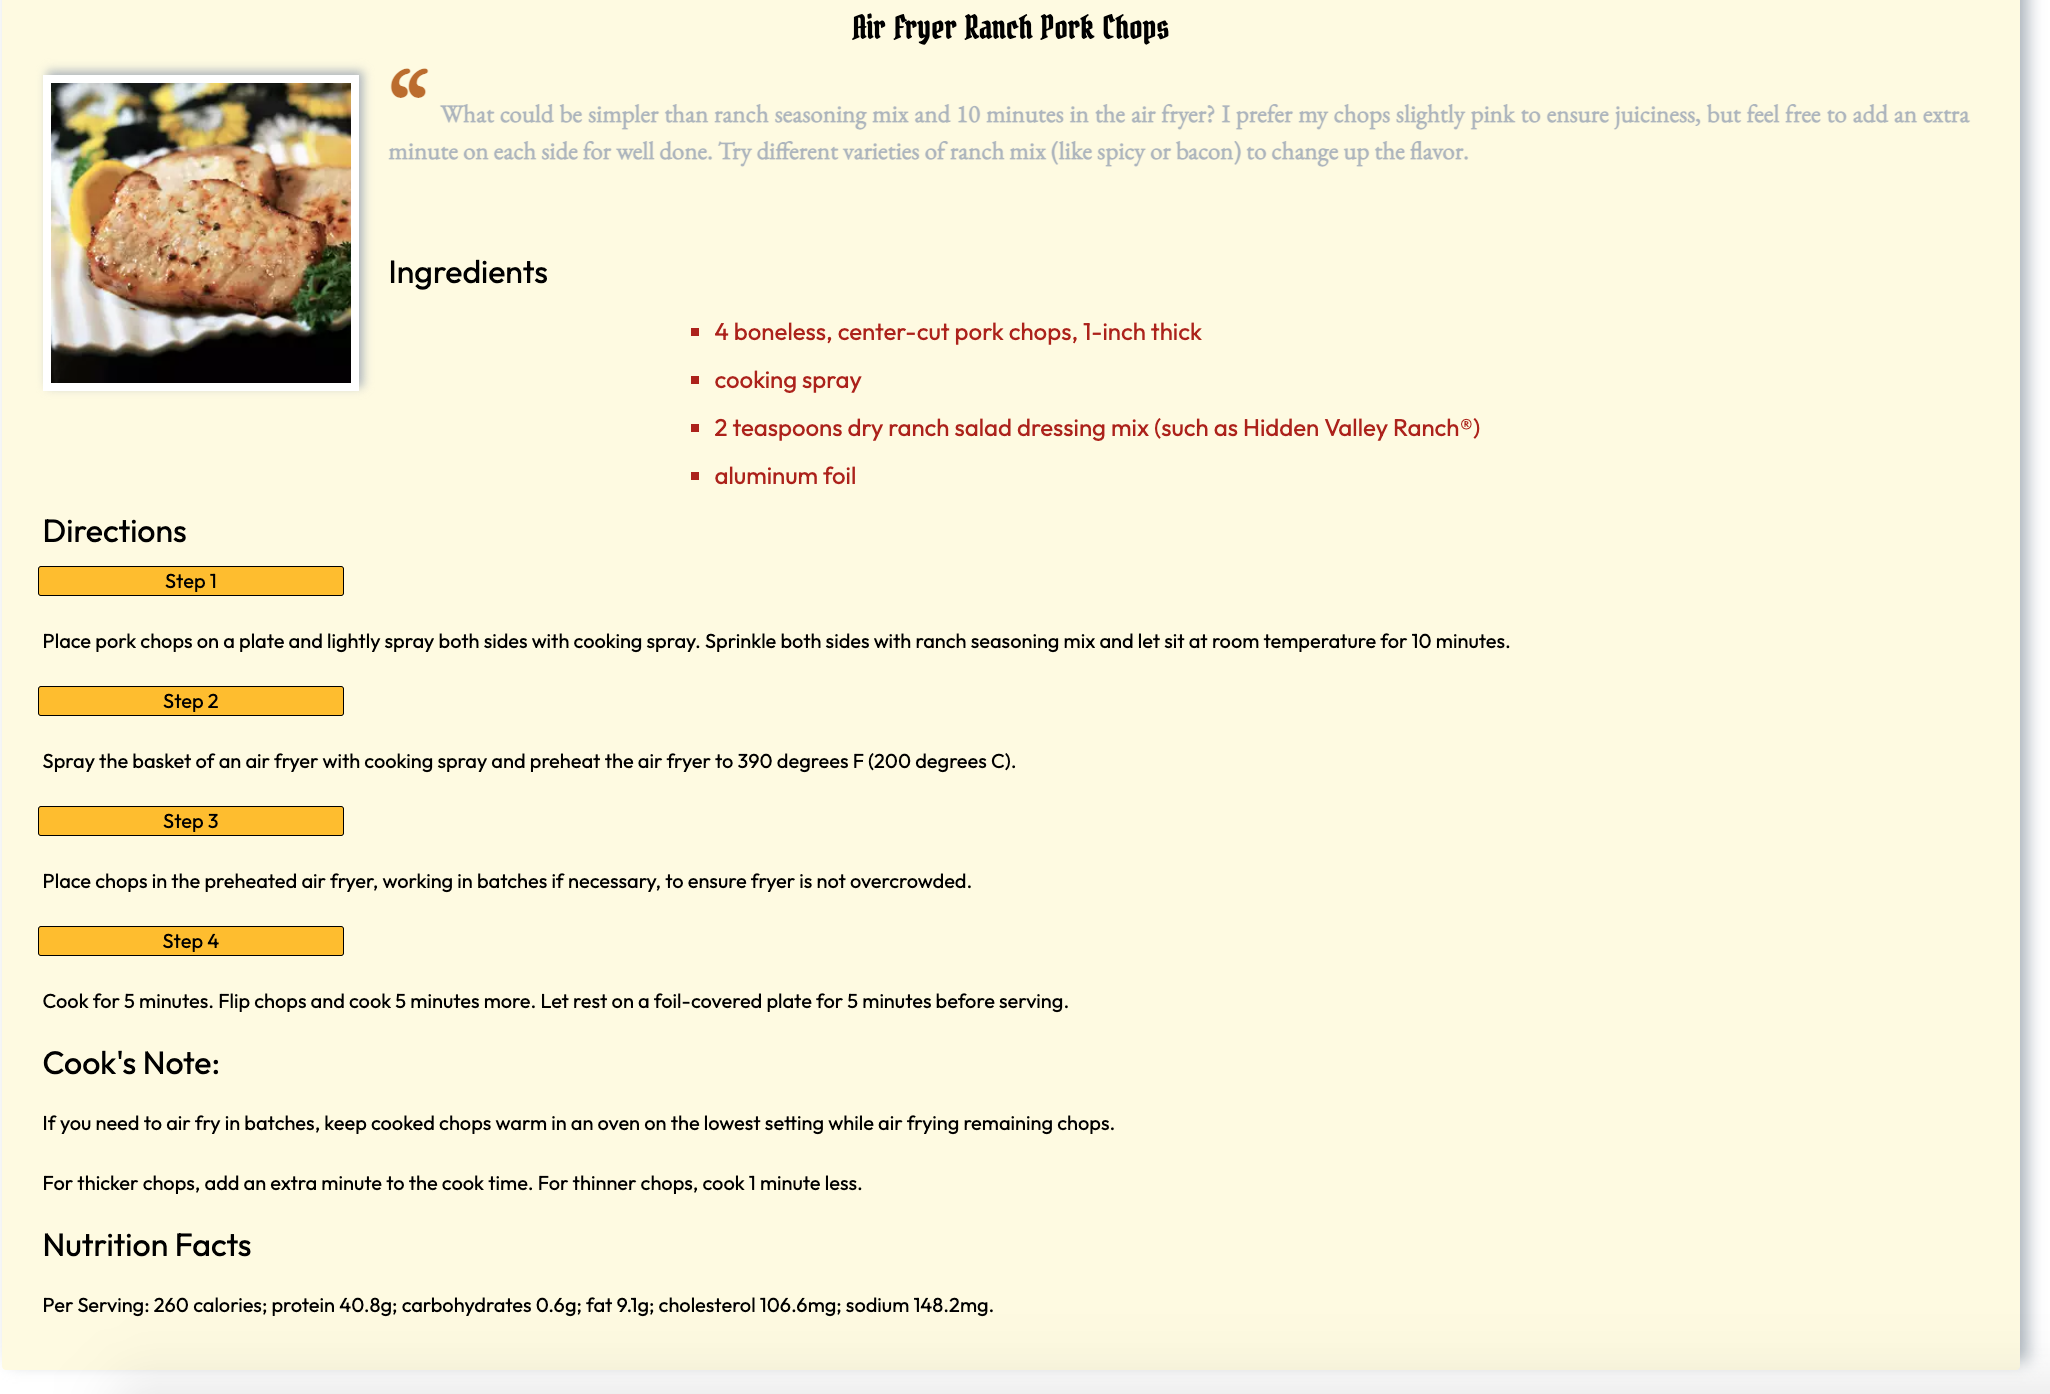 Air Fryer Ranch Pork Chops
“
What could be simpler than ranch seasoning mix and 10 minutes in the air fryer? I prefer my chops slightly pink to ensure juiciness, but feel free to add an extra
minute on each side for well done. Try different varieties of ranch mix (like spicy or bacon) to change up the flavor.
Ingredients
4 boneless, center-cut pork chops, 1-inch thick
cooking spray
2 teaspoons dry ranch salad dressing mix (such as Hidden Valley Ranch®)
aluminum foil
Directions
Step 1
Place pork chops on a plate and lightly spray both sides with cooking spray. Sprinkle both sides with ranch seasoning mix and let sit at room temperature for 10 minutes.
Step 2
Spray the basket of an air fryer with cooking spray and preheat the air fryer to 390 degrees F (200 degrees C).
Step 3
Place chops in the preheated air fryer, working in batches if necessary, to ensure fryer is not overcrowded.
Step 4
Cook for 5 minutes. Flip chops and cook 5 minutes more. Let rest on a foil-covered plate for 5 minutes before serving.
Cook's Note:
If you need to air fry in batches, keep cooked chops warm in an oven on the lowest setting while air frying remaining chops.
For thicker chops, add an extra minute to the cook time. For thinner chops, cook 1 minute less.
Nutrition Facts
Per Serving: 260 calories; protein 40.8g; carbohydrates 0.6g; fat 9.1g; cholesterol 106.6mg; sodium 148.2mg.